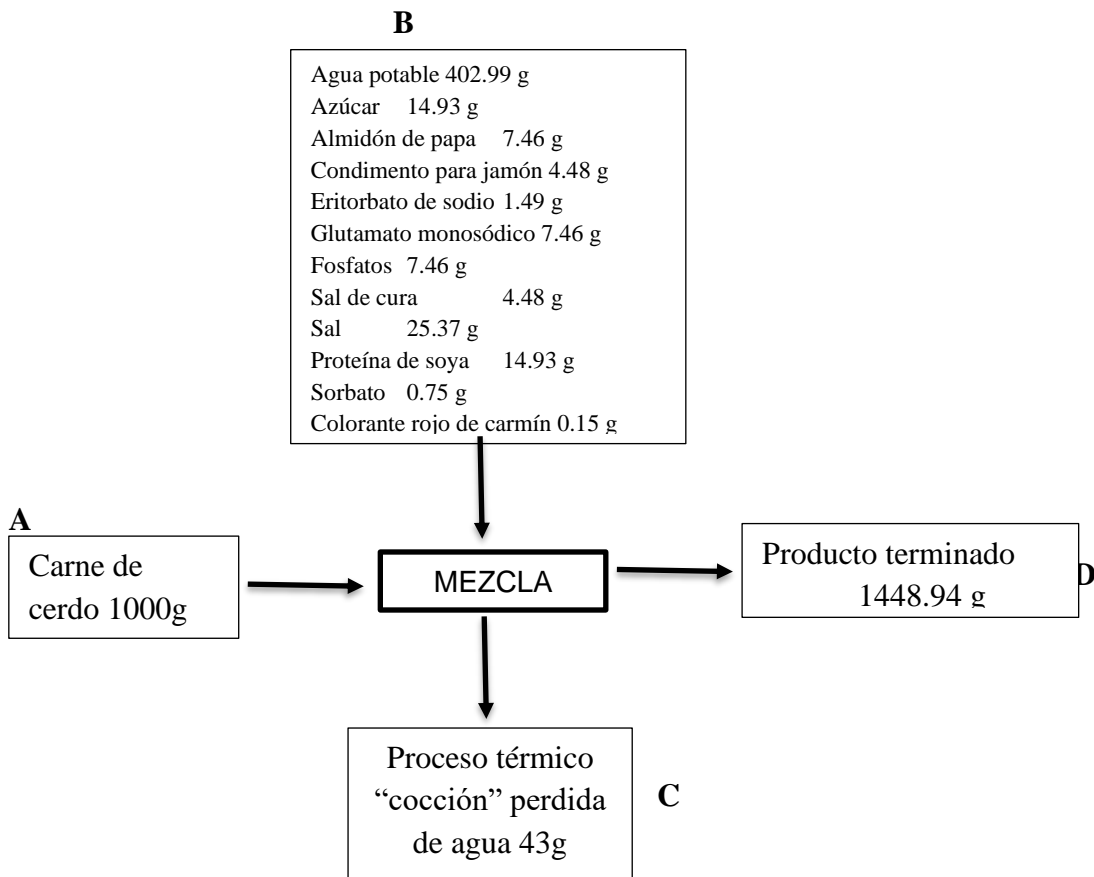 B
Agua potable 402.99 g
Azúcar 14.93 g
Almidón de papa 7.46 g
Condimento para jamón 4.48 g
Eritorbato de sodio 1.49 g
Glutamato monosódico 7.46 g
Fosfatos 7.46 g
Sal de cura 4.48 g
Sal 25.37 g
Proteína de soya 14.93 g
Sorbato 0.75 g
Colorante rojo de carmín 0.15 g
A
Carne de
cerdo 1000g
MEZCLA
Producto terminado
1448.94 g
D
Proceso térmico
“cocción” perdida
de agua 43g
C